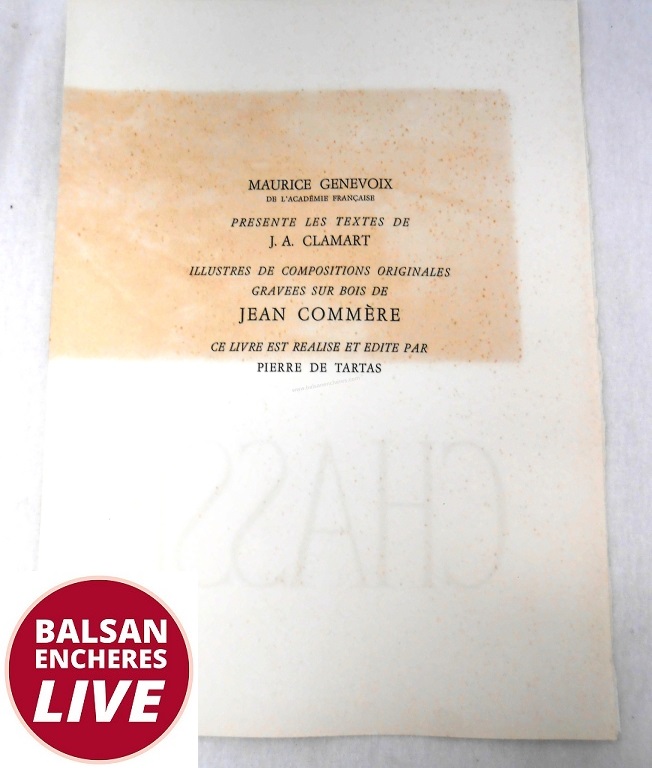 MAURICE GENEVOIX
DE L'ACADÉMIE FRANÇAISE
PRESENTE LES TEXTES DE
J. A. CLAMART
ILLUSTRES DE COMPOSITIONS ORIGINALES
GRAVEES SUR BOIS DE
JEAN COMMÈRE
CE LIVRE EST REALISE ET EDITE PAR
PIERRE DE TARTAS
CHASS
BALSAN
ENCHERES
LIVE